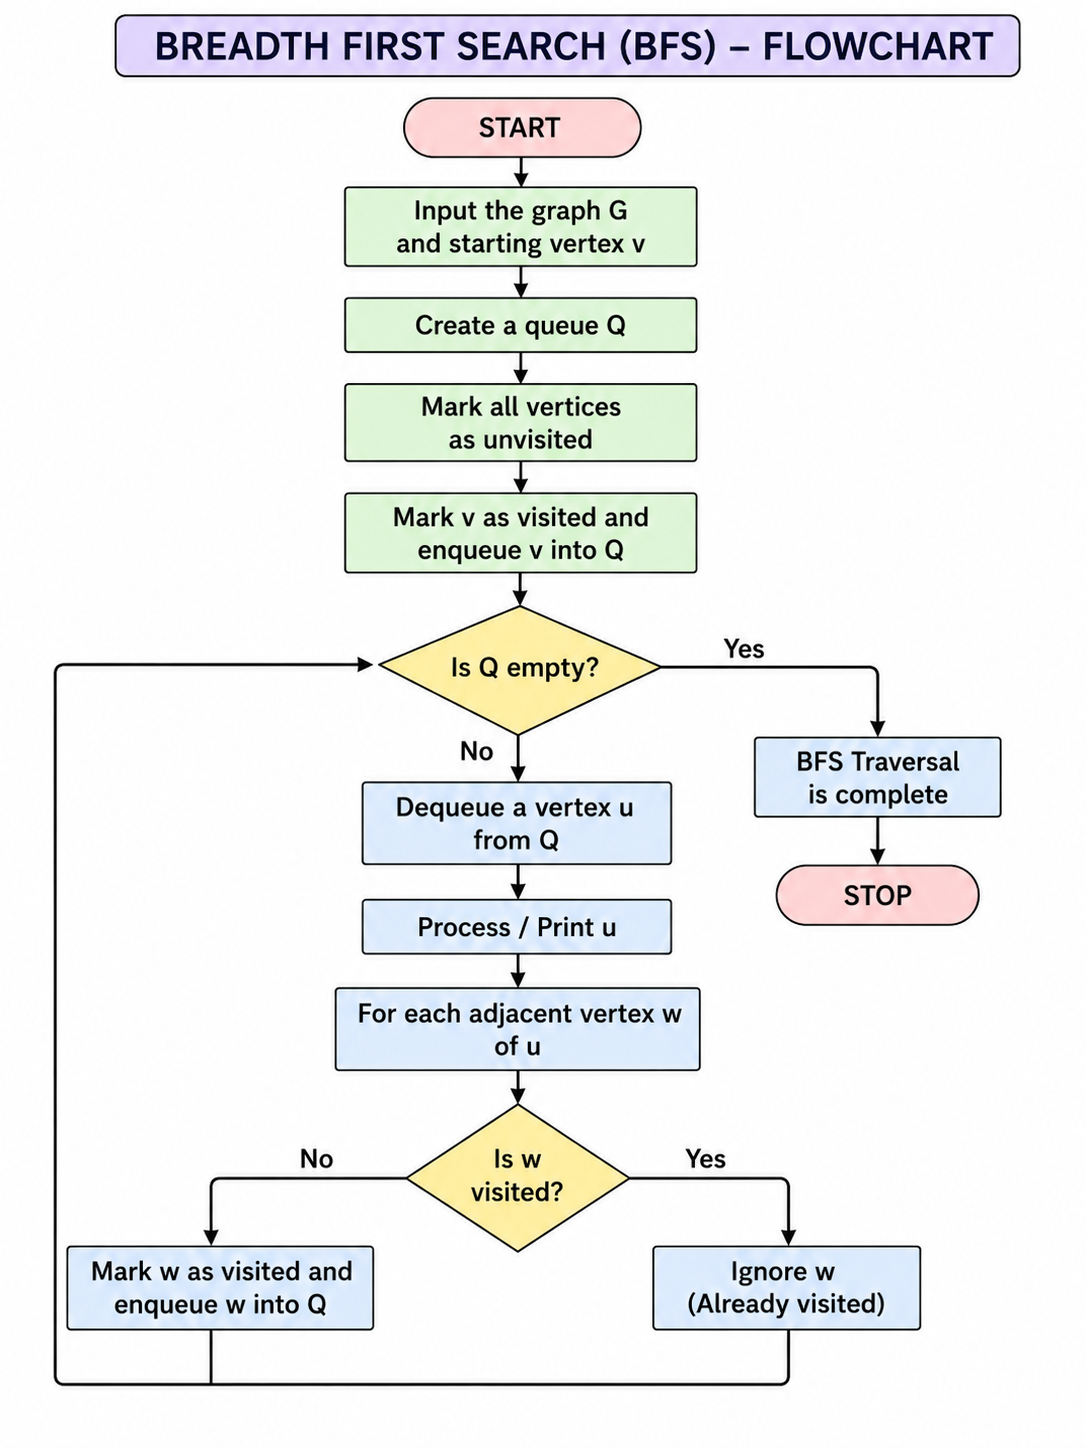 BREADTH FIRST SEARCH (BFS) – FLOWCHART
START
Input the graph G
and starting vertex v
Create a queue Q
Mark all vertices
as unvisited
Mark v as visited and
enqueue v into Q
Is Q empty?
Yes
No
BFS Traversal
is complete
STOP
Dequeue a vertex u
from Q
Process / Print u
For each adjacent vertex w
of u
Is w
visited?
No
Yes
Mark w as visited and
enqueue w into Q
Ignore w
(Already visited)